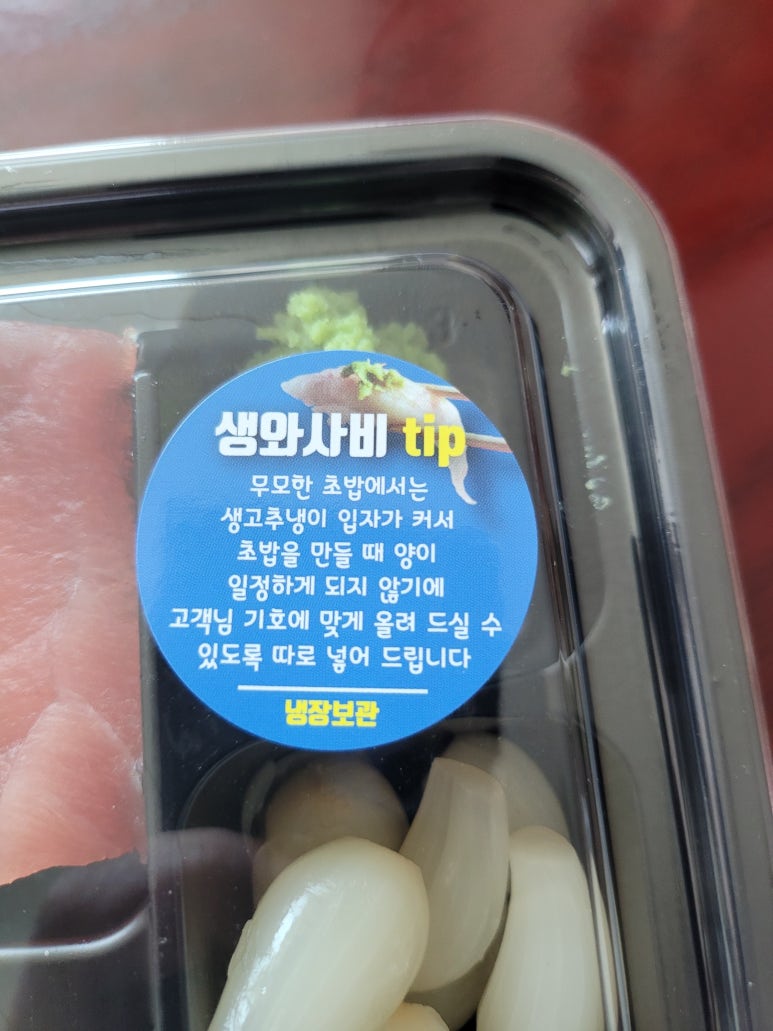 생와사비 tip
무모한 초밥에서는
생고추냉이 입자가 커서
초밥을 만들 때 양이
일정하게 되지 않기에
고객님 기호에 맞게 올려 드실 수
있도록 따로 넣어 드립니다
냉장보관